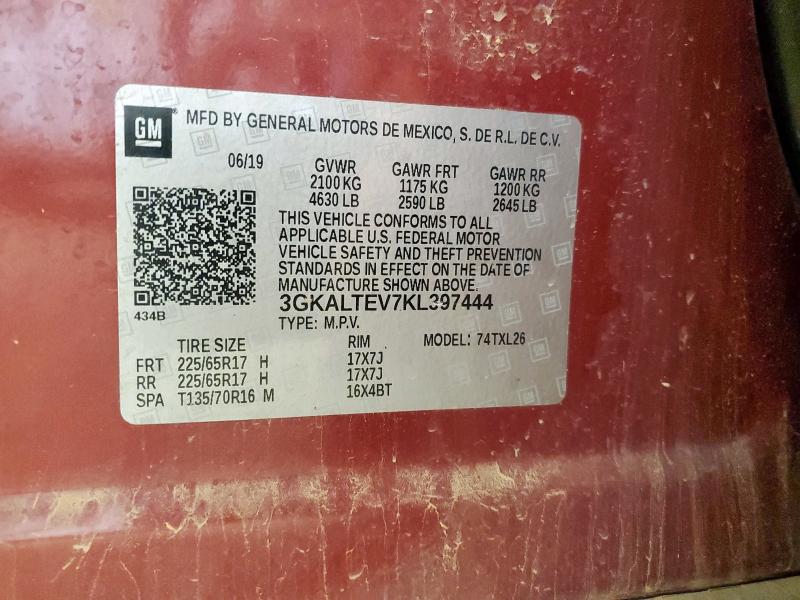 GM
MFD BY GENERAL MOTORS DE MEXICO, S. DE R.L. DE C.V.
06/19 GVWR GAWR FRT GAWR RR
2100 KG 1175 KG 1200 KG
4630 LB 2590 LB 2645 LB
THIS VEHICLE CONFORMS TO ALL
APPLICABLE U.S. FEDERAL MOTOR
VEHICLE SAFETY AND THEFT PREVENTION
STANDARDS IN EFFECT ON THE DATE OF
MANUFACTURE SHOWN ABOVE.
3GKALTEV7KL397444
434B
TYPE: M.P.V.
TIRE SIZE RIM MODEL: 74TXL26
FRT 225/65R17 H 17X7J
RR 225/65R17 H 17X7J
SPA T135/70R16 M 16X4BT